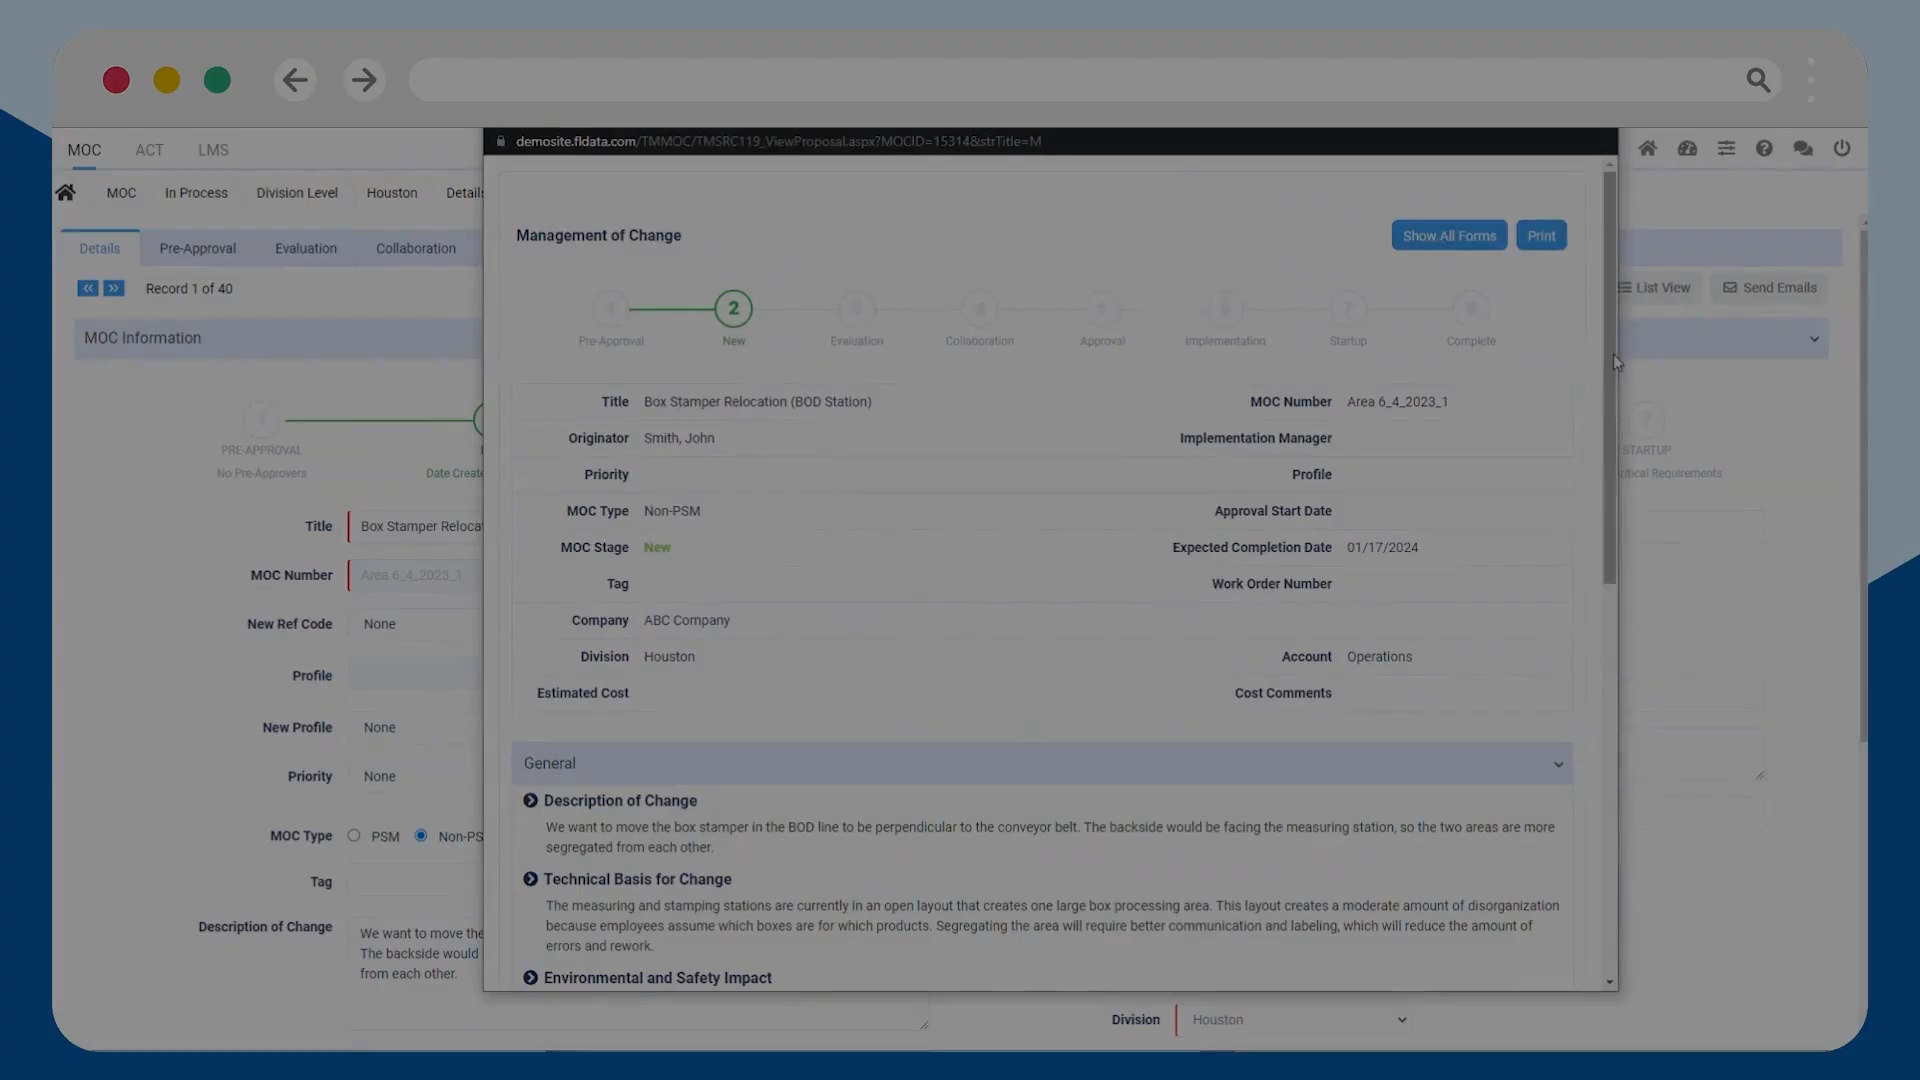 MOC ACT LMS
demosite.fldata.com/TMMOC/TMSRC119_ViewProposal.aspx?MOCID=15314&strTitle=M
MOC In Process Division Level Houston Details
Details Pre-Approval Evaluation Collaboration
Record 1 of 40
List View Send Emails
MOC Information
PRE-APPROVAL
No Pre-Approvers
Date Create
STARTUP
itical Requirements
Title Box Stamper Relocat
MOC Number Area 6_4_2023_1
New Ref Code None
Profile
New Profile None
Priority None
MOC Type PSM Non-PS
Tag
Description of Change We want to move the
The backside would
from each other.
Division Houston
Management of Change
Show All Forms Print
2
7
Pre-Approval New Evaluation Collaboration Approval Implementation Startup Complete
Title Box Stamper Relocation (BOD Station) MOC Number Area 6_4_2023_1
Originator Smith, John Implementation Manager
Priority Profile
MOC Type Non-PSM Approval Start Date
MOC Stage New Expected Completion Date 01/17/2024
Tag Work Order Number
Company ABC Company
Division Houston Account Operations
Estimated Cost Cost Comments
General
Description of Change
We want to move the box stamper in the BOD line to be perpendicular to the conveyor belt. The backside would be facing the measuring station, so the two areas are more
segregated from each other.
Technical Basis for Change
The measuring and stamping stations are currently in an open layout that creates one large box processing area. This layout creates a moderate amount of disorganization
because employees assume which boxes are for which products. Segregating the area will require better communication and labeling, which will reduce the amount of
errors and rework.
Environmental and Safety Impact